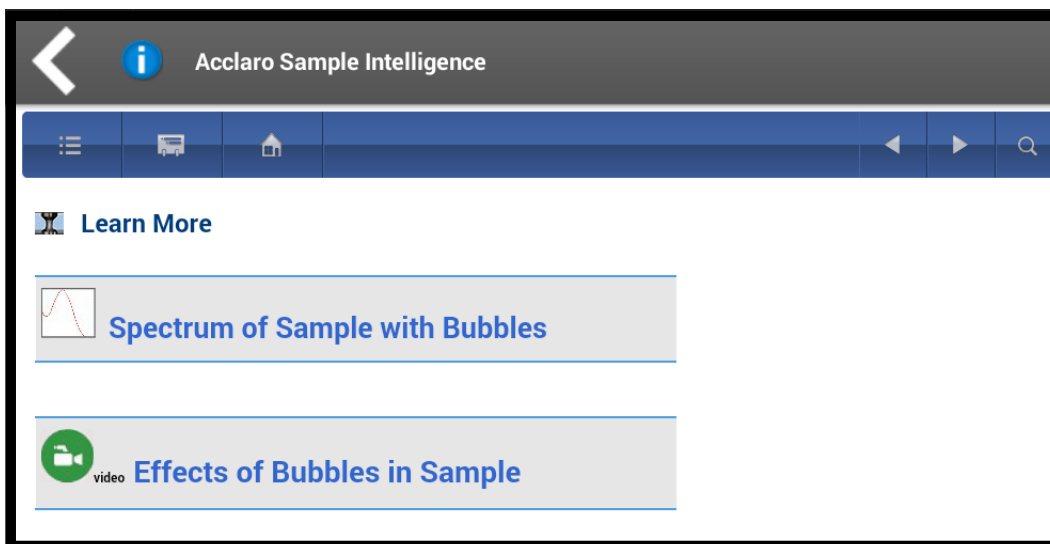 Acclaro Sample Intelligence
Learn More
Spectrum of Sample with Bubbles
video Effects of Bubbles in Sample